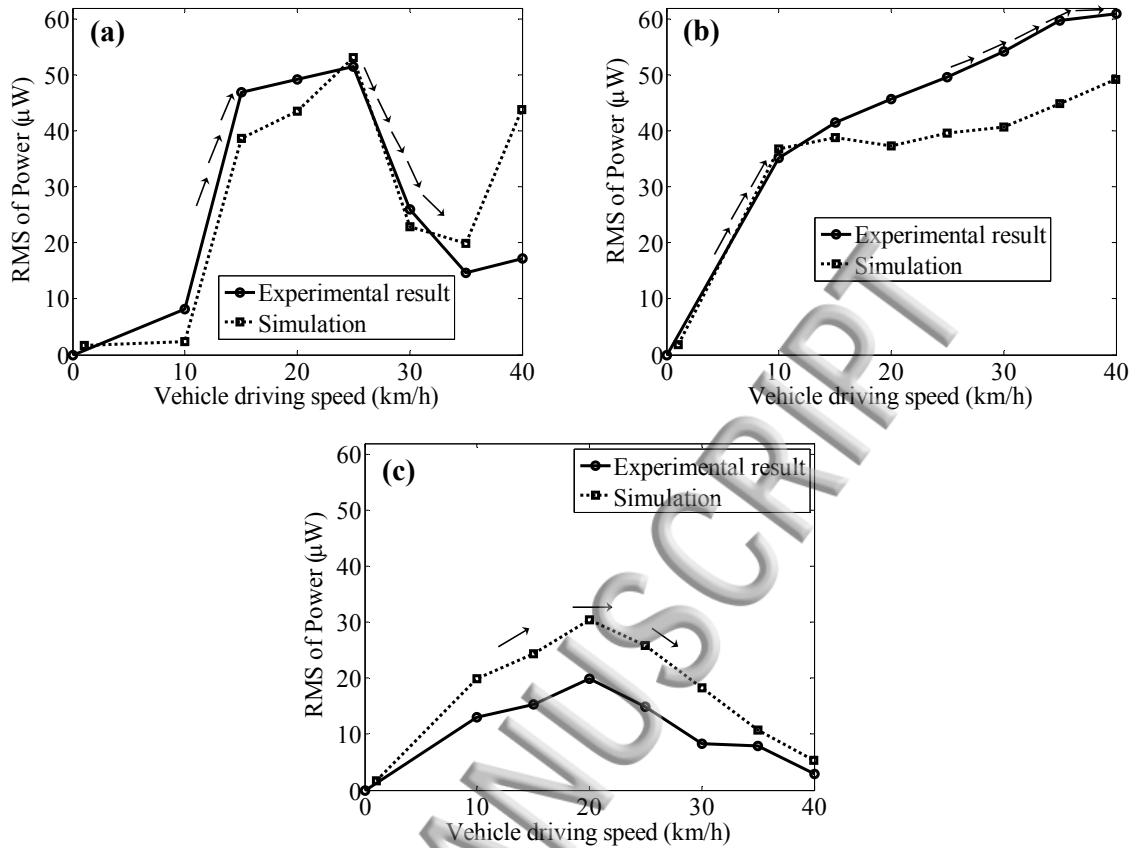 (a)
60
50
40
30
20
10
0
RMS of Power (µW)
Experimental result
Simulation
0 10 20 30 40
Vehicle driving speed (km/h)
(b)
60
50
40
30
20
10
0
RMS of Power (µW)
Experimental result
Simulation
0 10 20 30 40
Vehicle driving speed (km/h)
(c)
60
50
40
30
20
10
0
RMS of Power (µW)
Experimental result
Simulation
0 10 20 30 40
Vehicle driving speed (km/h)
MNUSCRIPT